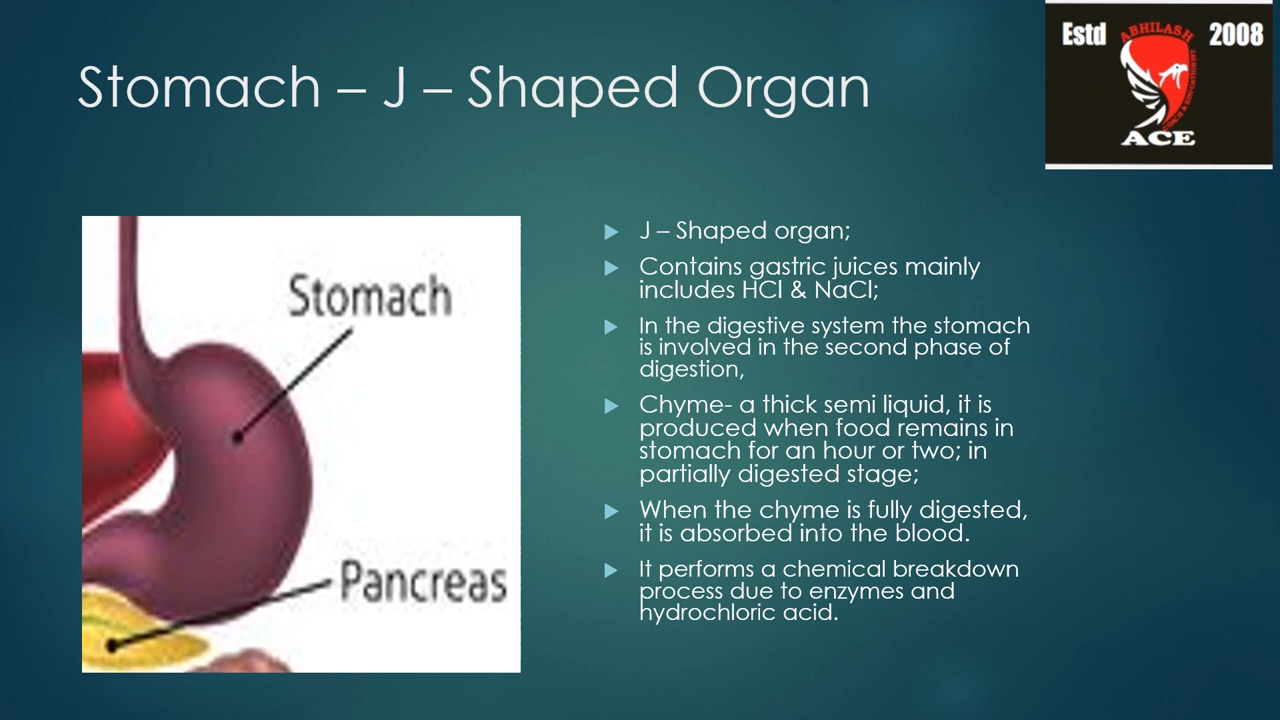 Estd 2008
ABHILASH
COACH & EDUCATIONIST
ACE
Stomach – J – Shaped Organ
Stomach
Pancreas
J – Shaped organ;
Contains gastric juices mainly
includes HCl & NaCl;
In the digestive system the stomach
is involved in the second phase of
digestion,
Chyme- a thick semi liquid, it is
produced when food remains in
stomach for an hour or two; in
partially digested stage;
When the chyme is fully digested,
it is absorbed into the blood.
It performs a chemical breakdown
process due to enzymes and
hydrochloric acid.